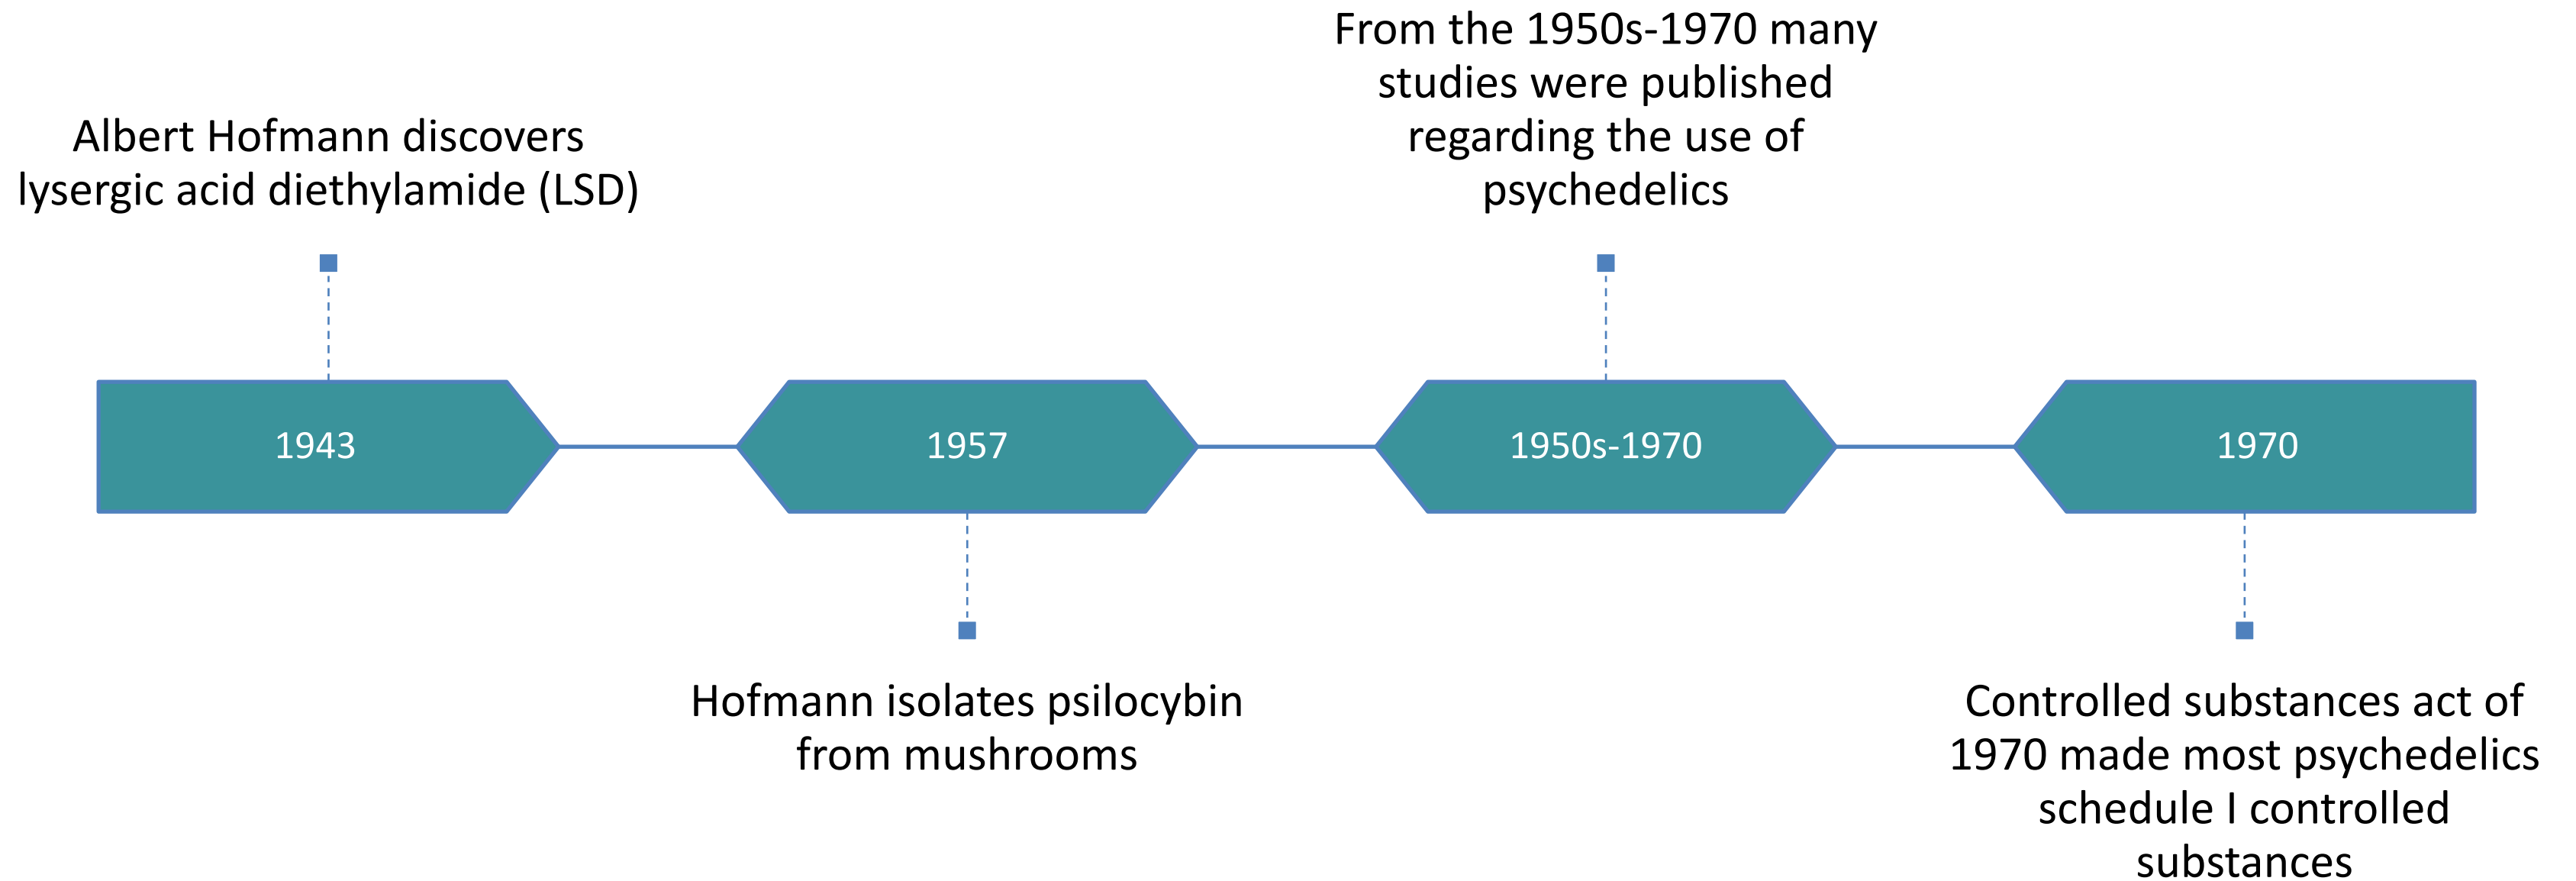 From the 1950s-1970 many
studies were published
regarding the use of
psychedelics
Albert Hofmann discovers
lysergic acid diethylamide (LSD)
1943
1957
1950s-1970
1970
Hofmann isolates psilocybin
from mushrooms
Controlled substances act of
1970 made most psychedelics
schedule I controlled
substances